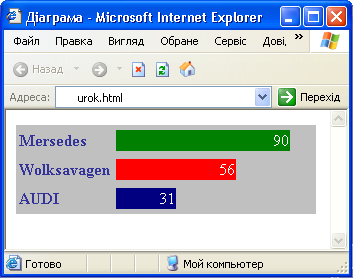 Діаграма - Microsoft Internet Explorer
Файл Правка Вигляд Обране Сервіс Дові, »
Назад
Адреса: urok.html Перехід
Mersedes 90
Wolksavagen 56
AUDI 31
Готово Мой компьютер